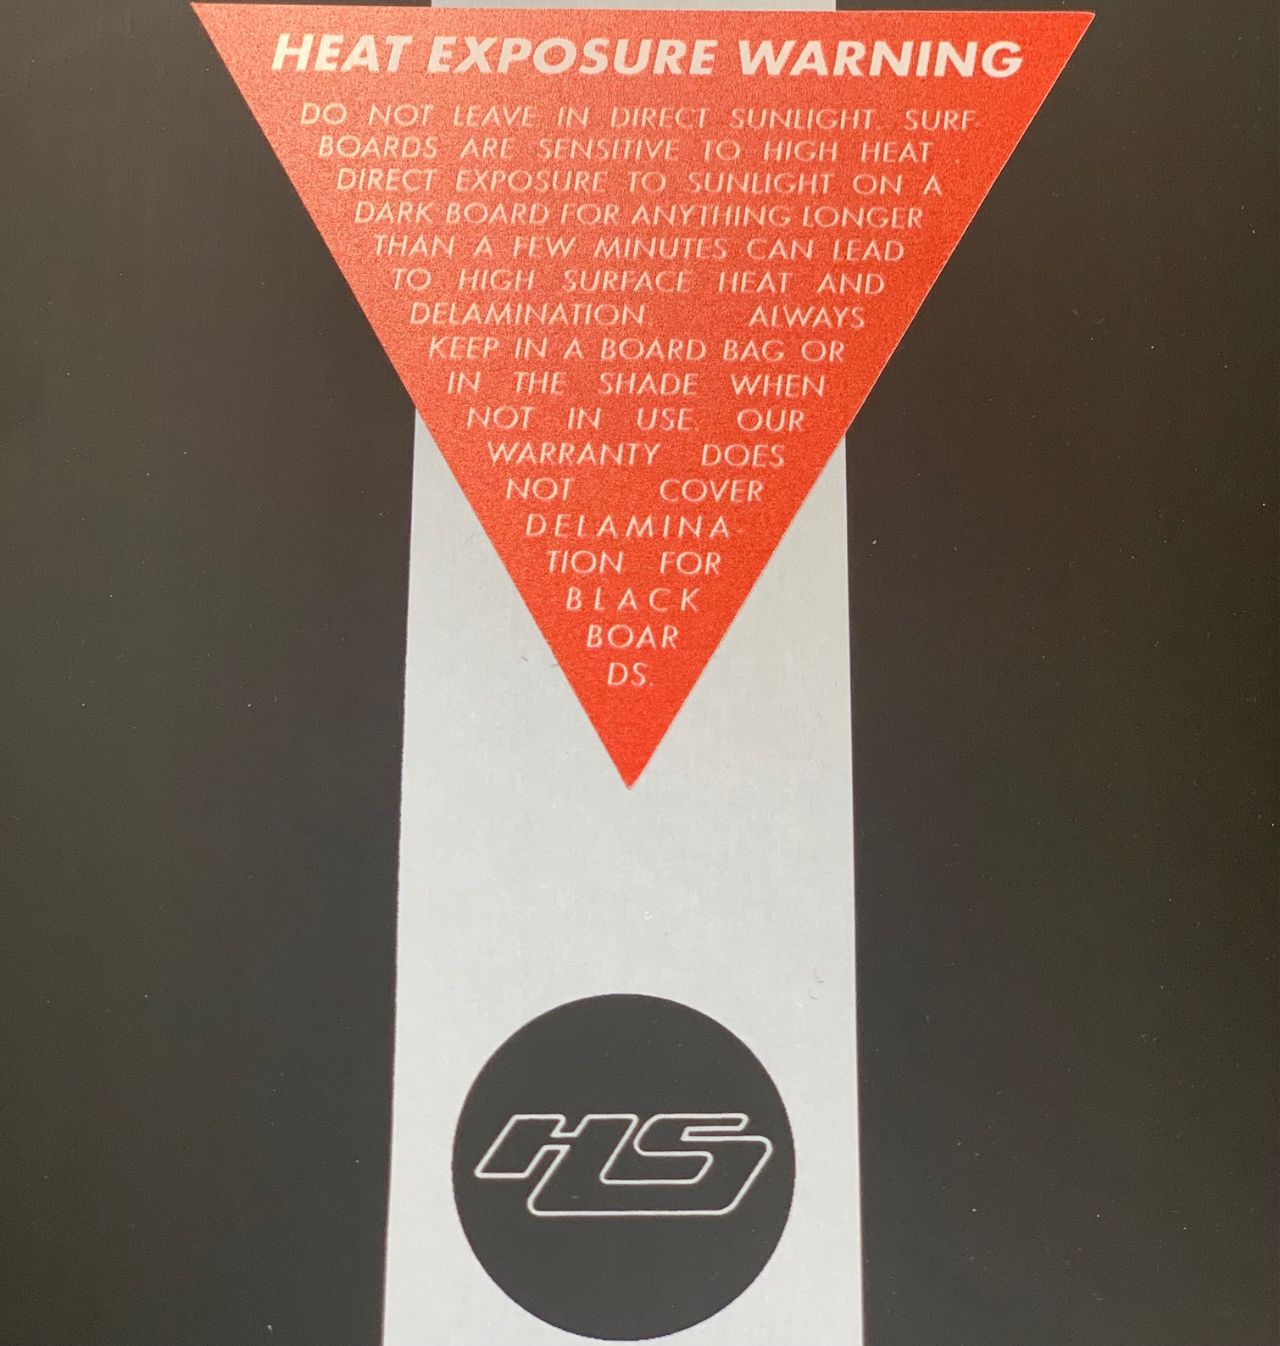 HEAT EXPOSURE WARNING
DO NOT LEAVE IN DIRECT SUNLIGHT. SURF-
BOARDS ARE SENSITIVE TO HIGH HEAT .
DIRECT EXPOSURE TO SUNLIGHT ON A
DARK BOARD FOR ANYTHING LONGER
THAN A FEW MINUTES CAN LEAD
TO HIGH SURFACE HEAT AND
DELAMINATION ALWAYS
KEEP IN A BOARD BAG OR
IN THE SHADE WHEN
NOT IN USE. OUR
WARRANTY DOES
NOT COVER
DELAMINA-
TION FOR
BLACK
BOAR
DS.
HS